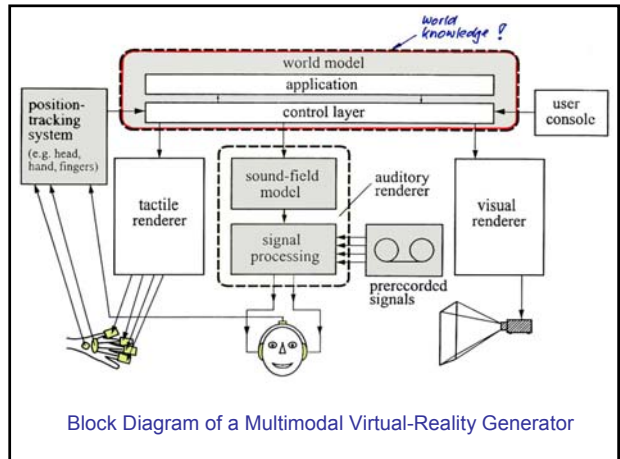 world
knowledge !
world model
application
control layer
position-
tracking
system
(e.g. head,
hand, fingers)
user
console
tactile
renderer
sound-field
model
auditory
renderer
signal
processing
visual
renderer
prerecorded
signals
Block Diagram of a Multimodal Virtual-Reality Generator